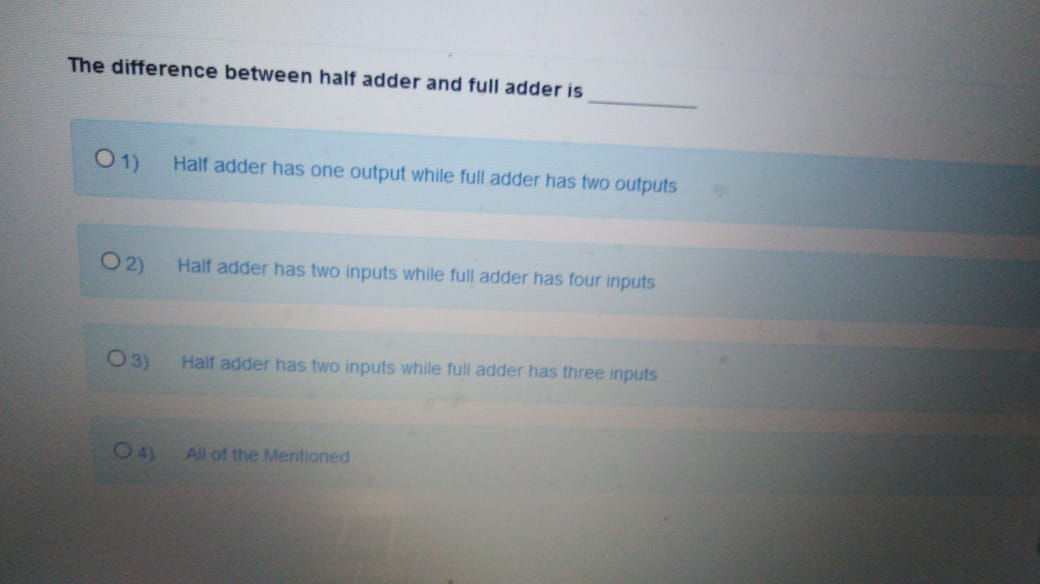 The difference between half adder and full adder is __________
1) Half adder has one output while full adder has two outputs
2) Half adder has two inputs while full adder has four inputs
3) Half adder has two inputs while full adder has three inputs
4) All of the Mentioned